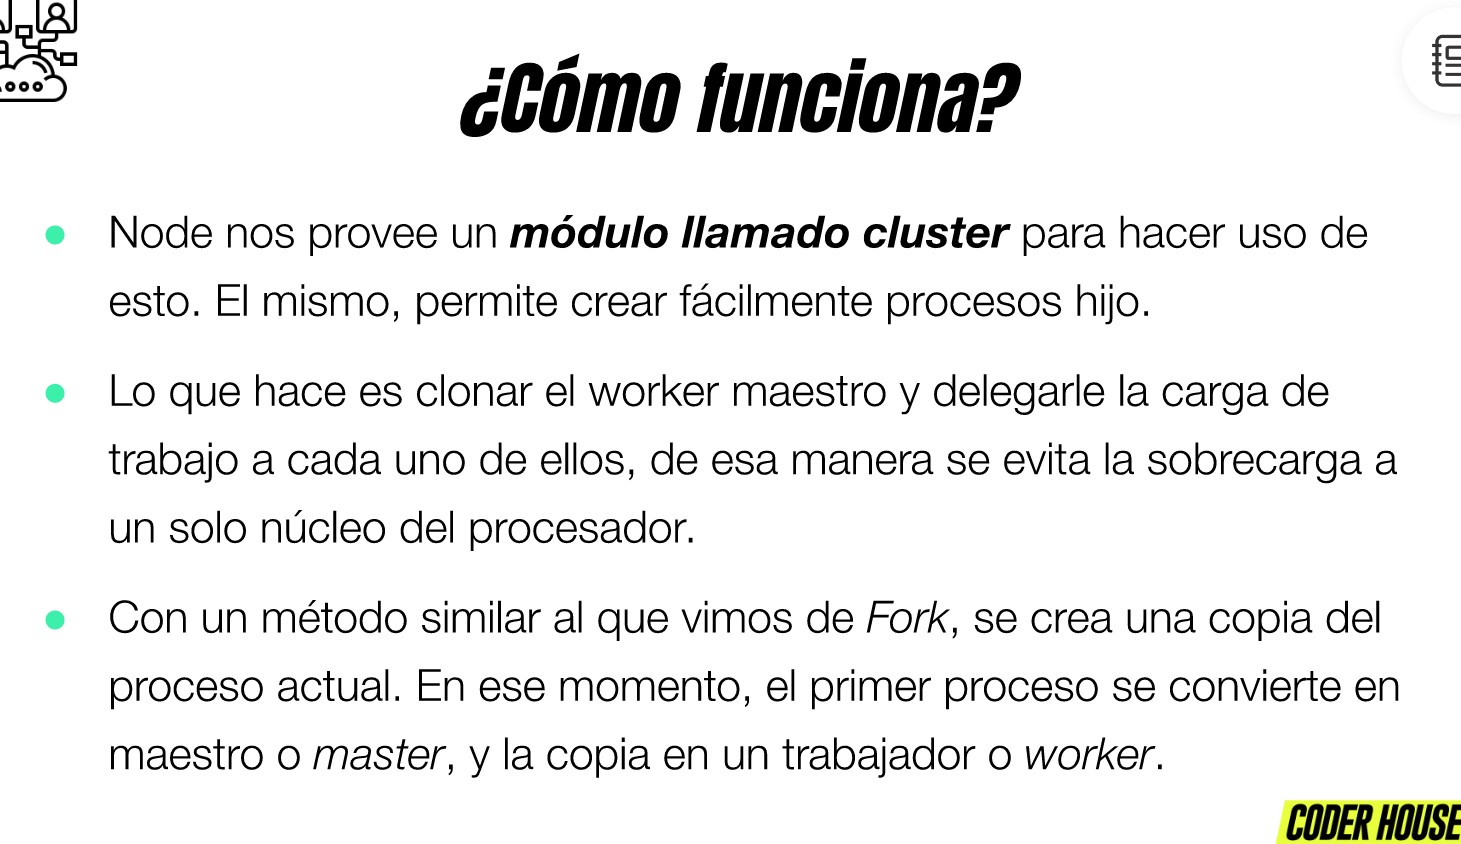 ¿Cómo funciona?
● Node nos provee un módulo llamado cluster para hacer uso de
esto. El mismo, permite crear fácilmente procesos hijo.
● Lo que hace es clonar el worker maestro y delegarle la carga de
trabajo a cada uno de ellos, de esa manera se evita la sobrecarga a
un solo núcleo del procesador.
● Con un método similar al que vimos de Fork, se crea una copia del
proceso actual. En ese momento, el primer proceso se convierte en
maestro o master, y la copia en un trabajador o worker.
CODER HOUSE